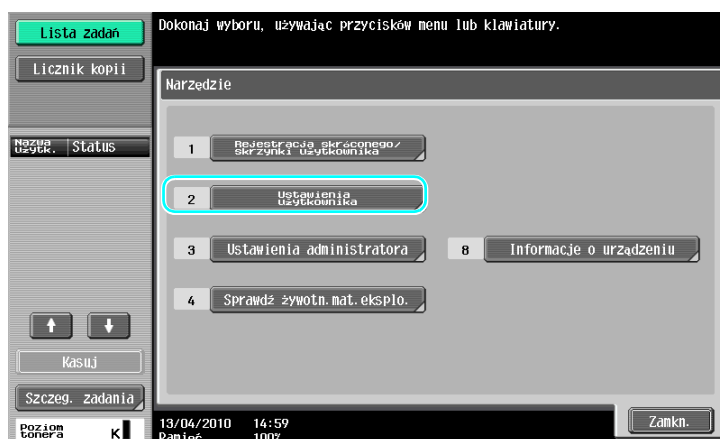 Lista zadań
Licznik kopii
Nazwa użytk.
Status
Kasuj
Szczeg. zadania
Poziom tonera
K
Dokonaj wyboru, używając przycisków menu lub klawiatury.
Narzędzie
1
Rejestracja skróconego/
skrzynki użytkownika
2
Ustawienia
użytkownika
3
Ustawienia administratora
8
Informacje o urządzeniu
4
Sprawdź żywotn.mat.eksplo.
13/04/2010 14:59
Pamięć 100%
Zamkn.